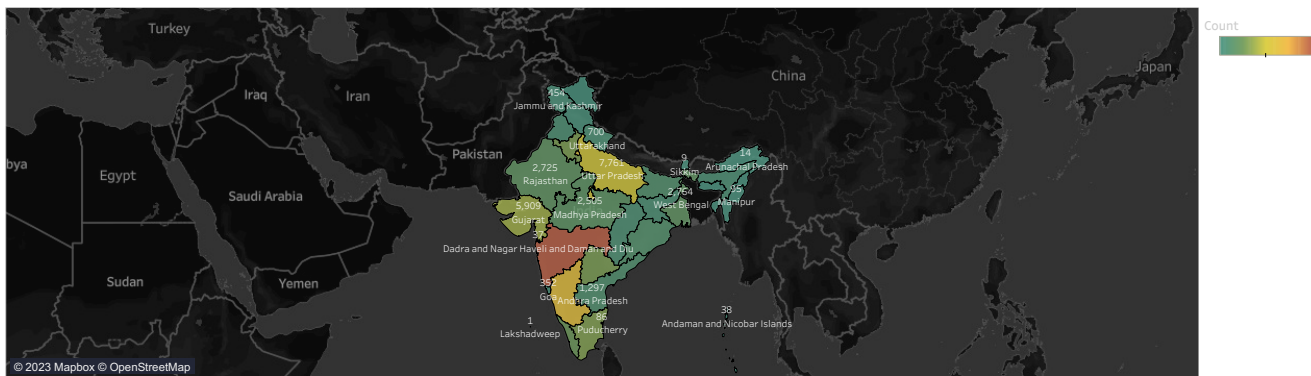 Count
Turkey
China
Japan
Iraq
Iran
454
Jammu and Kashmir
700
Uttarakhand
Pakistan
bya
Egypt
2,725
Rajasthan
7,761
Uttar Pradesh
9
Sikkim
14
Arunachal Pradesh
Saudi Arabia
5,909
Gujarat
2,505
Madhya Pradesh
2,764
West Bengal
Manipur
37
Dadra and Nagar Haveli and Daman and Diu
Sudan
Yemen
Goa
1,297
Andhra Pradesh
1
Lakshadweep
86
Puducherry
38
Andaman and Nicobar Islands
© 2023 Mapbox © OpenStreetMap